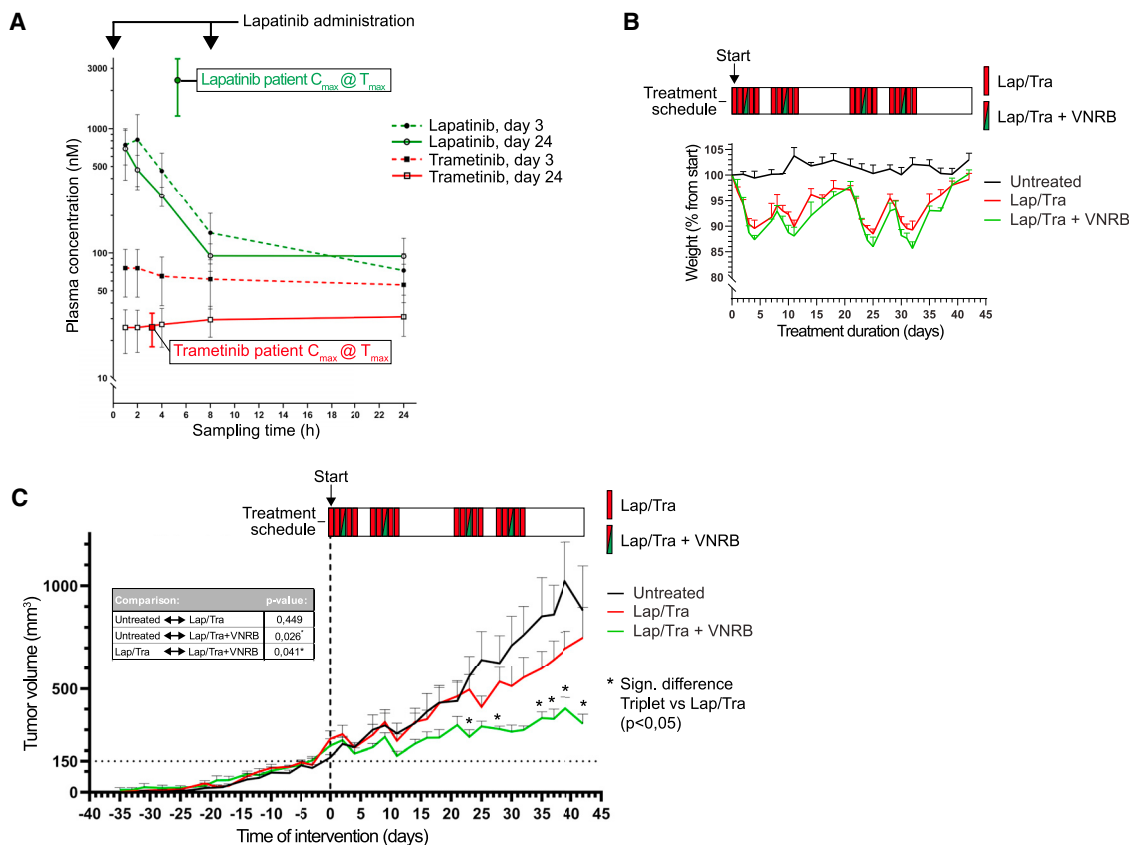 A
Lapatinib administration
Lapatinib patient Cmax @ Tmax
3000
1000
500
100
50
10
Plasma concentration (nM)
Lapatinib, day 3
Lapatinib, day 24
Trametinib, day 3
Trametinib, day 24
Trametinib patient Cmax @ Tmax
0 2 4 6 8 10 12 14 16 18 20 22 24
Sampling time (h)
B
Start
Treatment schedule
Lap/Tra
Lap/Tra + VNRB
105
100
95
90
85
80
Weight (% from start)
Untreated
Lap/Tra
Lap/Tra + VNRB
0 5 10 15 20 25 30 35 40 45
Treatment duration (days)
C
Start
Treatment schedule
Lap/Tra
Lap/Tra + VNRB
1000
500
150
0
Tumor volume (mm³)
Comparison: p-value:
Untreated ◄► Lap/Tra 0,449
Untreated ◄► Lap/Tra+VNRB 0,026*
Lap/Tra ◄► Lap/Tra+VNRB 0,041*
Untreated
Lap/Tra
Lap/Tra + VNRB
* Sign. difference
Triplet vs Lap/Tra
(p<0,05)
* * * * * *
-40 -35 -30 -25 -20 -15 -10 -5 0 5 10 15 20 25 30 35 40 45
Time of intervention (days)